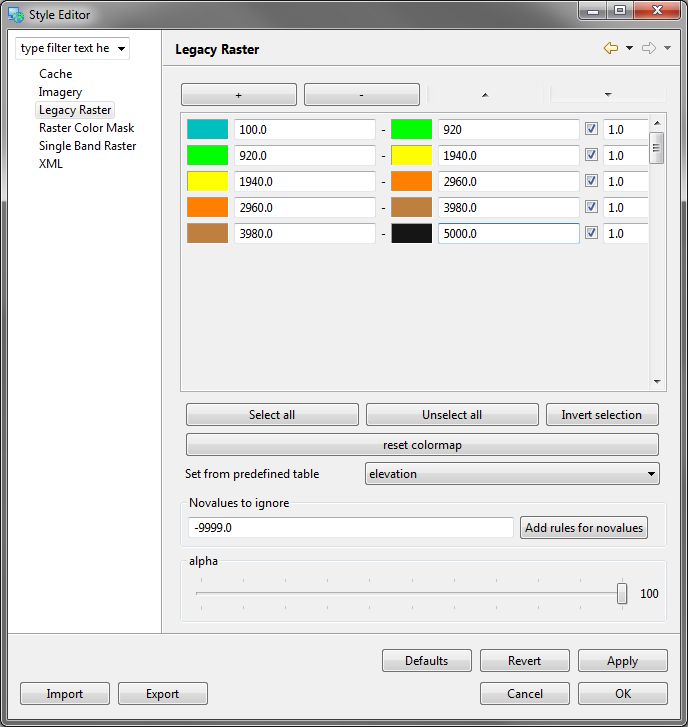 Style Editor
type filter text he
Cache
Imagery
Legacy Raster
Raster Color Mask
Single Band Raster
XML
Legacy Raster
+ -
100.0 - 920 1.0
920.0 - 1940.0 1.0
1940.0 - 2960.0 1.0
2960.0 - 3980.0 1.0
3980.0 - 5000.0 1.0
Select all Unselect all Invert selection
reset colormap
Set from predefined table elevation
Novalues to ignore
-9999.0 Add rules for novalues
alpha
100
Defaults Revert Apply
Import Export Cancel OK